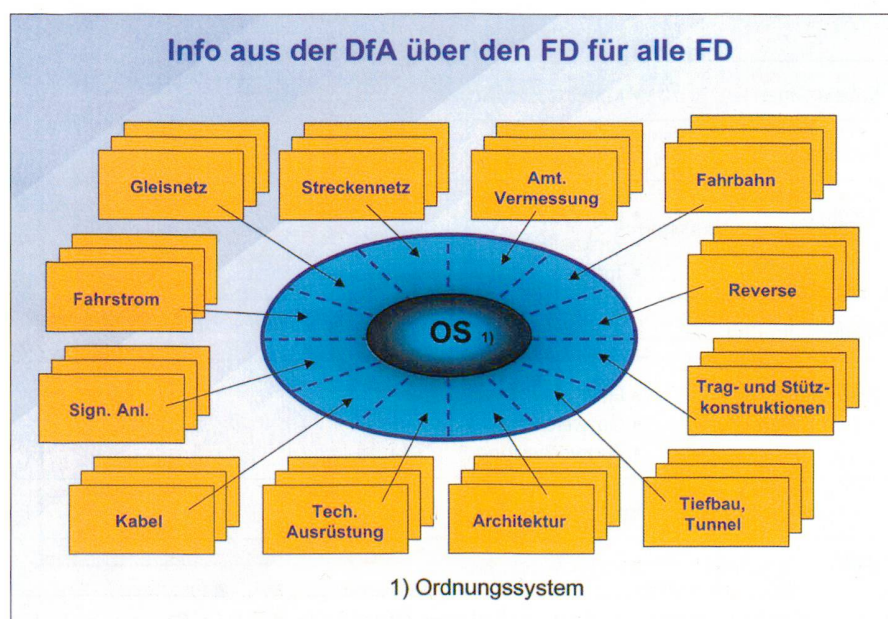 Info aus der DfA über den FD für alle FD
Gleisnetz
Streckennetz
Amt.
Vermessung
Fahrbahn
Fahrstrom
Reverse
OS 1)
Sign. Anl.
Trag- und Stütz-
konstruktionen
Kabel
Tech.
Ausrüstung
Architektur
Tiefbau,
Tunnel
1) Ordnungssystem